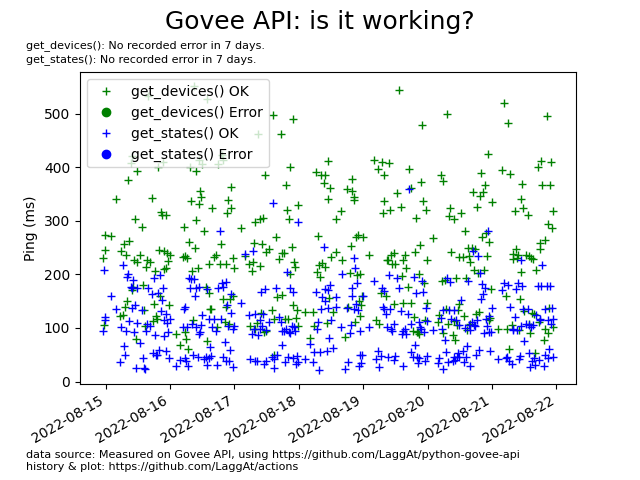 Govee API: is it working?
get_devices(): No recorded error in 7 days.
get_states(): No recorded error in 7 days.
get_devices() OK
get_devices() Error
get_states() OK
get_states() Error
Ping (ms)
500
400
300
200
100
0
2022-08-15
2022-08-16
2022-08-17
2022-08-18
2022-08-19
2022-08-20
2022-08-21
2022-08-22
data source: Measured on Govee API, using https://github.com/LaggAt/python-govee-api
history & plot: https://github.com/LaggAt/actions